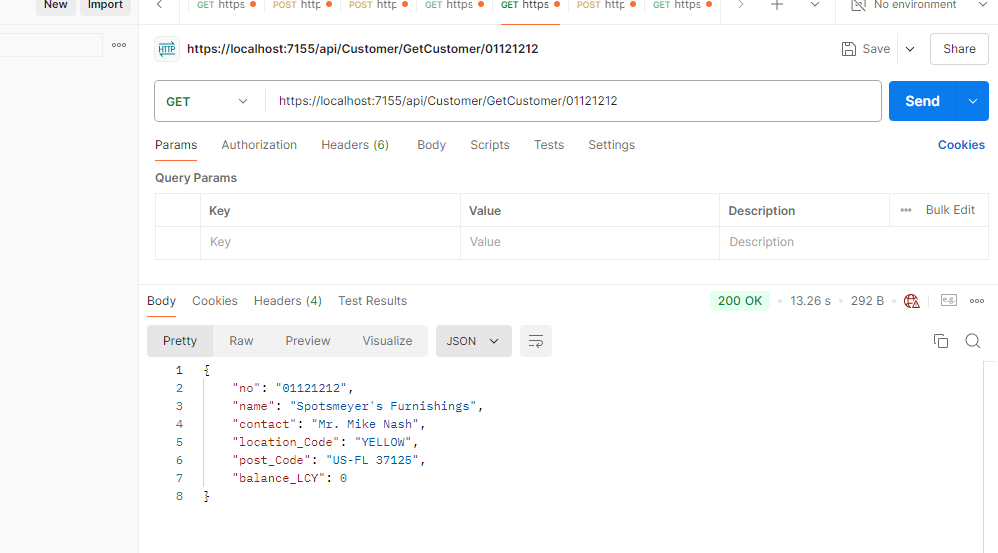 New Import GET https POST http POST http GET https GET https POST http GET https No environment
HTTP https://localhost:7155/api/Customer/GetCustomer/01121212 Save Share
GET https://localhost:7155/api/Customer/GetCustomer/01121212 Send
Params Authorization Headers (6) Body Scripts Tests Settings Cookies
Query Params
Key Value Description Bulk Edit
Key Value Description
Body Cookies Headers (4) Test Results 200 OK 13.26 s 292 B e.g.
Pretty Raw Preview Visualize JSON
1 {
2 "no": "01121212",
3 "name": "Spotsmeyer's Furnishings",
4 "contact": "Mr. Mike Nash",
5 "location_Code": "YELLOW",
6 "post_Code": "US-FL 37125",
7 "balance_LCY": 0
8 }